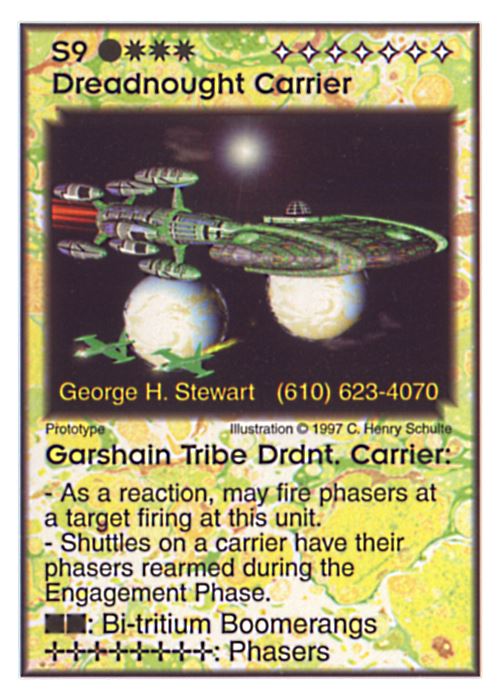 S9
Dreadnought Carrier
George H. Stewart (610) 623-4070
Prototype Illustration © 1997 C. Henry Schulte
Garshain Tribe Drdnt. Carrier:
- As a reaction, may fire phasers at
a target firing at this unit.
- Shuttles on a carrier have their
phasers rearmed during the
Engagement Phase.
: Bi-tritium Boomerangs
: Phasers